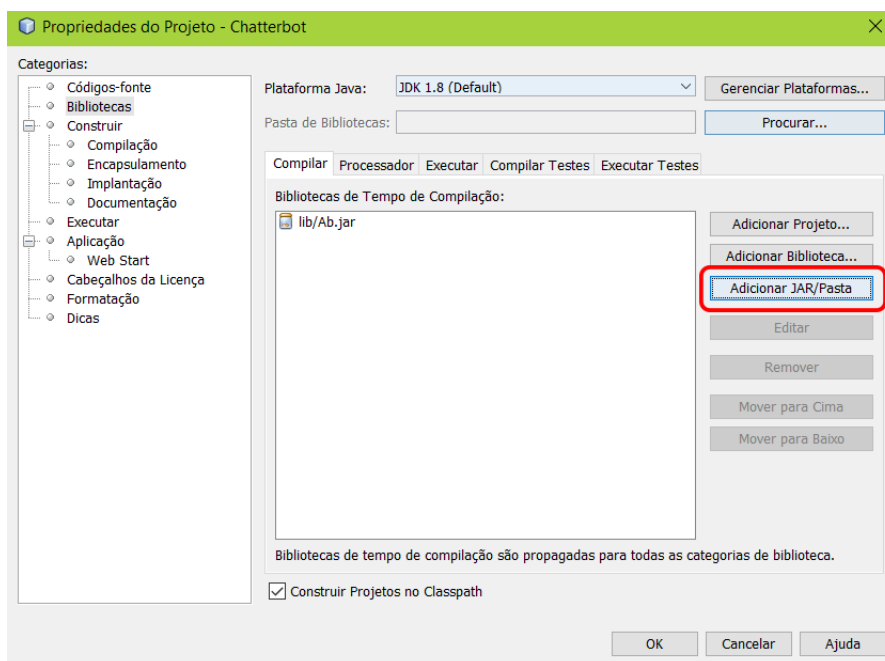 Propriedades do Projeto - Chatterbot
Categorias:
Códigos-fonte
Bibliotecas
Construir
Compilação
Encapsulamento
Implantação
Documentação
Executar
Aplicação
Web Start
Cabeçalhos da Licença
Formatação
Dicas
Plataforma Java: JDK 1.8 (Default) Gerenciar Plataformas...
Pasta de Bibliotecas: Procurar...
Compilar Processador Executar Compilar Testes Executar Testes
Bibliotecas de Tempo de Compilação:
lib/Ab.jar
Adicionar Projeto...
Adicionar Biblioteca...
Adicionar JAR/Pasta
Editar
Remover
Mover para Cima
Mover para Baixo
Bibliotecas de tempo de compilação são propagadas para todas as categorias de biblioteca.
Construir Projetos no Classpath
OK Cancelar Ajuda